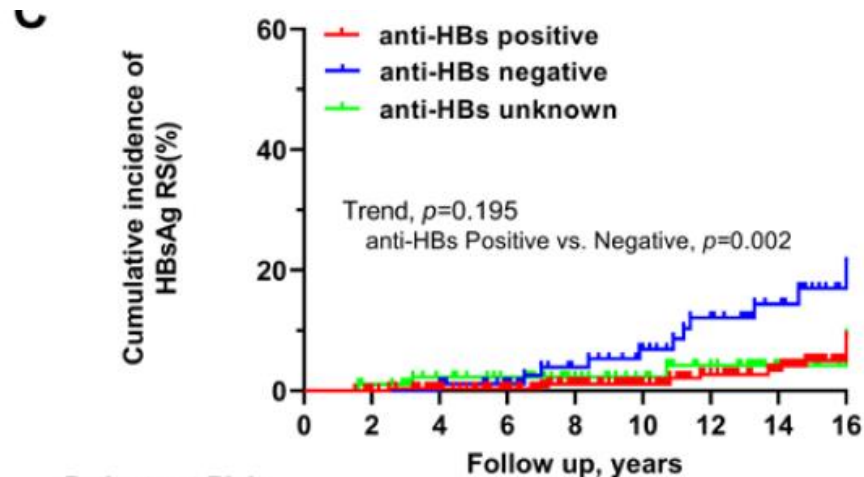 C
60
anti-HBs positive
anti-HBs negative
anti-HBs unknown
Cumulative incidence of
HBsAg RS(%)
40
Trend, p=0.195
anti-HBs Positive vs. Negative, p=0.002
20
0
0 2 4 6 8 10 12 14 16
Follow up, years